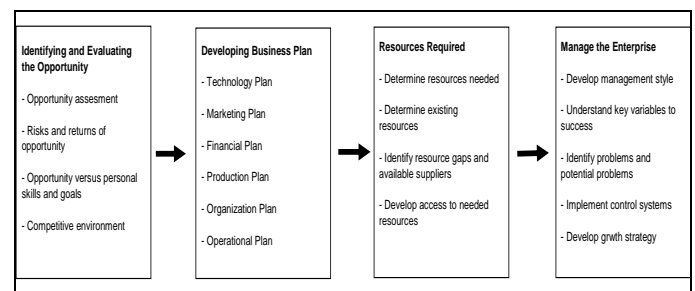 Identifying and Evaluating
the Opportunity
- Opportunity assesment
- Risks and returns of
opportunity
- Opportunity versus personal
skills and goals
- Competitive environment
Developing Business Plan
- Technology Plan
- Marketing Plan
- Financial Plan
- Production Plan
- Organization Plan
- Operational Plan
Resources Required
- Determine resources needed
- Determine existing
resources
- Identify resource gaps and
available suppliers
- Develop access to needed
resources
Manage the Enterprise
- Develop management style
- Understand key variables to
success
- Identify problems and
potential problems
- Implement control systems
- Develop grwth strategy